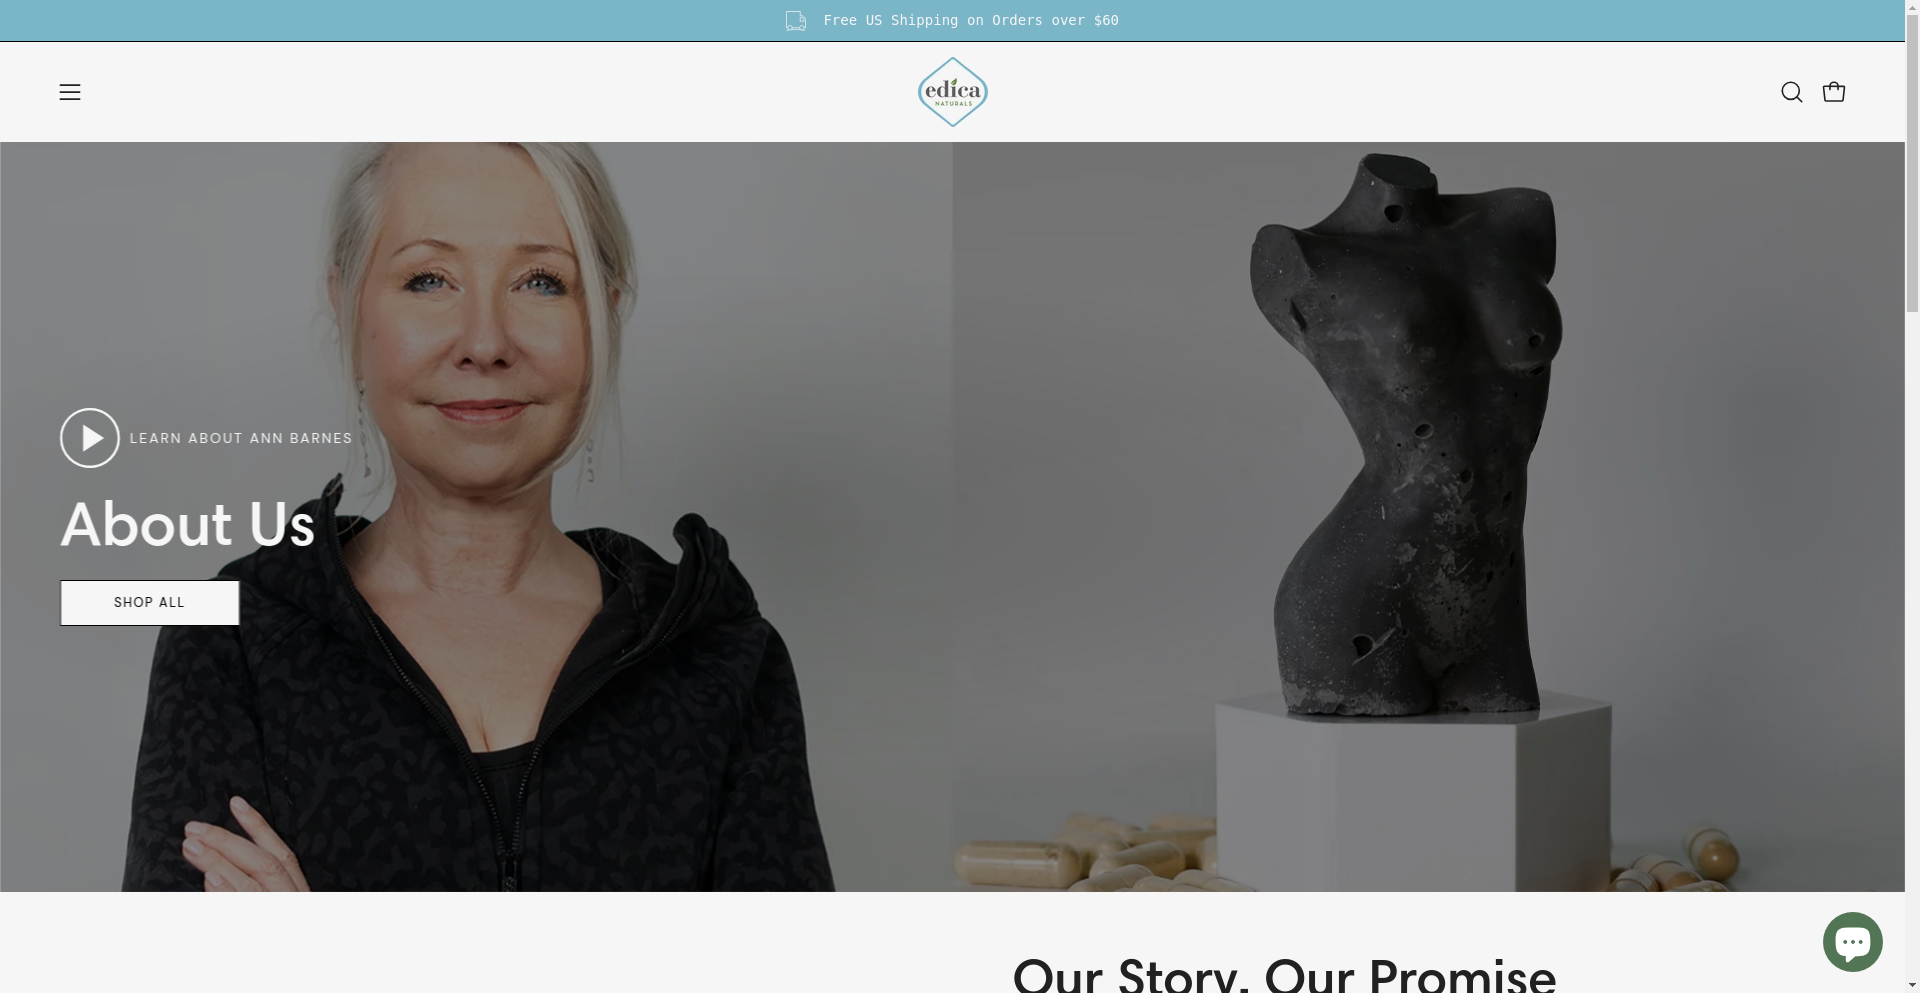 Free US Shipping on Orders over $60
edica
NATURALS
LEARN ABOUT ANN BARNES
About Us
SHOP ALL
Our Story, Our Promise